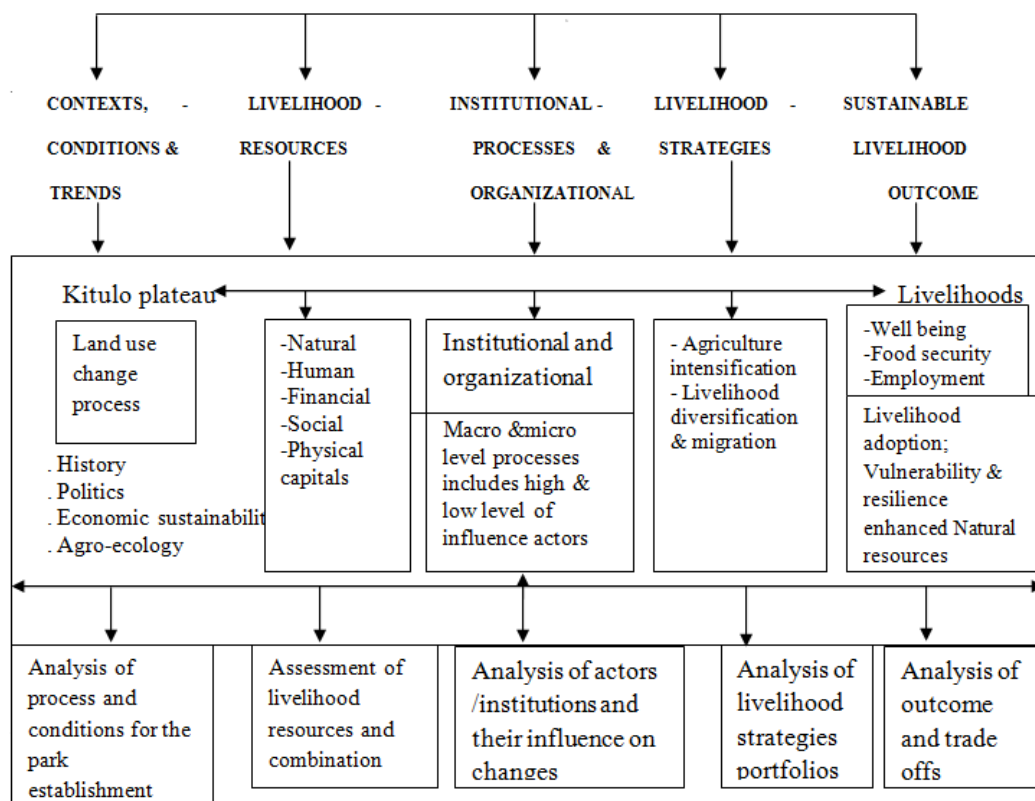 CONTEXTS, -
CONDITIONS &
TRENDS
LIVELIHOOD -
RESOURCES
INSTITUTIONAL -
PROCESSES &
ORGANIZATIONAL
LIVELIHOOD -
STRATEGIES
SUSTAINABLE
LIVELIHOOD
OUTCOME
Kitulo plateau
Livelihoods
Land use
change
process
. History
. Politics
. Economic sustainabilit
. Agro-ecology
-Natural
-Human
-Financial
-Social
-Physical
capitals
Institutional and
organizational
Macro &micro
level processes
includes high &
low level of
influence actors
- Agriculture
intensification
- Livelihood
diversification
& migration
-Well being
-Food security
-Employment
Livelihood
adoption;
Vulnerability &
resilience
enhanced Natural
resources
Analysis of
process and
conditions for the
park
establishment
Assessment of
livelihood
resources and
combination
Analysis of actors
/institutions and
their influence on
changes
Analysis of
livelihood
strategies
portfolios
Analysis of
outcome
and trade
offs